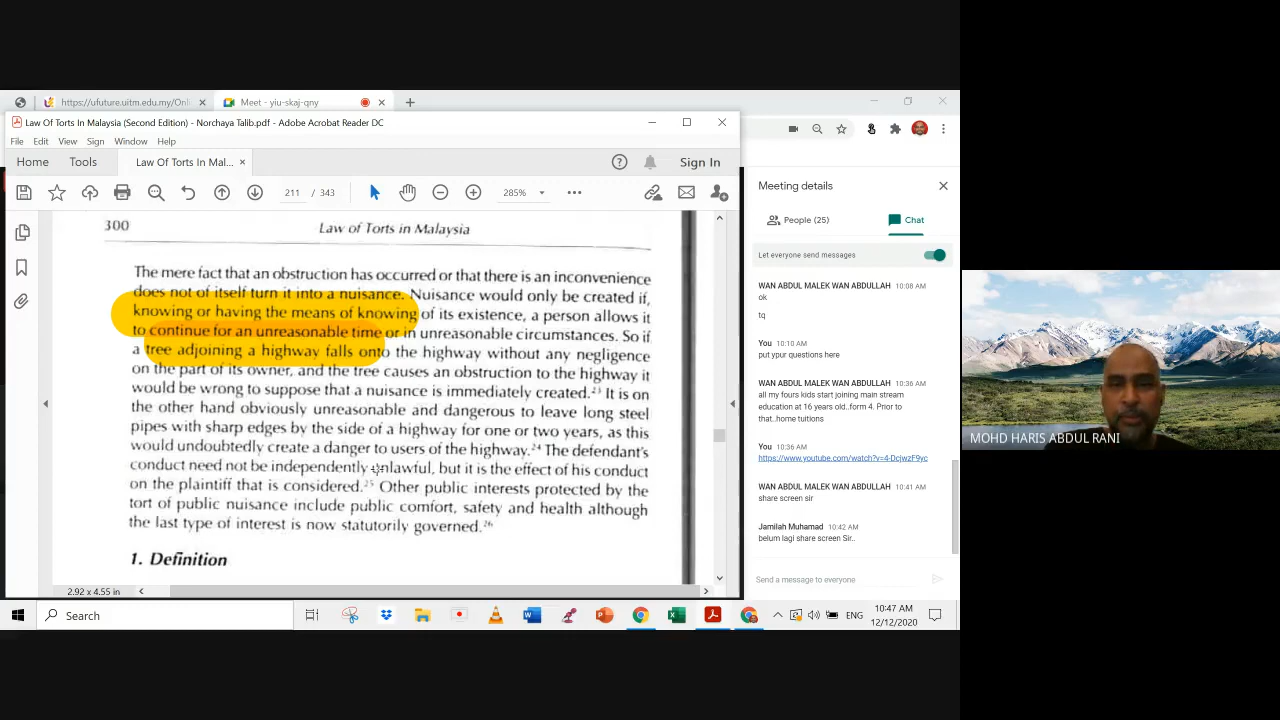 https://ufuture.uitm.edu.my/Onli
Meet - yiu-skaj-qny
Law Of Torts In Malaysia (Second Edition) - Norchaya Talib.pdf - Adobe Acrobat Reader DC
File Edit View Sign Window Help
Home Tools Law Of Torts In Mal... Sign In
211 / 343 285%
300 Law of Torts in Malaysia
The mere fact that an obstruction has occurred or that there is an inconvenience
does not of itself turn it into a nuisance. Nuisance would only be created if,
knowing or having the means of knowing of its existence, a person allows it
to continue for an unreasonable time or in unreasonable circumstances. So if
a tree adjoining a highway falls onto the highway without any negligence
on the part of its owner, and the tree causes an obstruction to the highway it
would be wrong to suppose that a nuisance is immediately created.23 It is on
the other hand obviously unreasonable and dangerous to leave long steel
pipes with sharp edges by the side of a highway for one or two years, as this
would undoubtedly create a danger to users of the highway.24 The defendant's
conduct need not be independently unlawful, but it is the effect of his conduct
on the plaintiff that is considered.25 Other public interests protected by the
tort of public nuisance include public comfort, safety and health although
the last type of interest is now statutorily governed.26
1. Definition
2.92 x 4.55 in
Meeting details
People (25) Chat
Let everyone send messages
WAN ABDUL MALEK WAN ABDULLAH 10:08 AM
ok
tq
You 10:10 AM
put ypur questions here
WAN ABDUL MALEK WAN ABDULLAH 10:36 AM
all my fours kids start joining main stream
education at 16 years old..form 4. Prior to
that..home tuitions
You 10:36 AM
https://www.youtube.com/watch?v=4-DcjwzF9yc
WAN ABDUL MALEK WAN ABDULLAH 10:41 AM
share screen sir
Jamilah Muhamad 10:42 AM
belum lagi share screen Sir..
Send a message to everyone
Search
ENG
10:47 AM
12/12/2020
MOHD HARIS ABDUL RANI